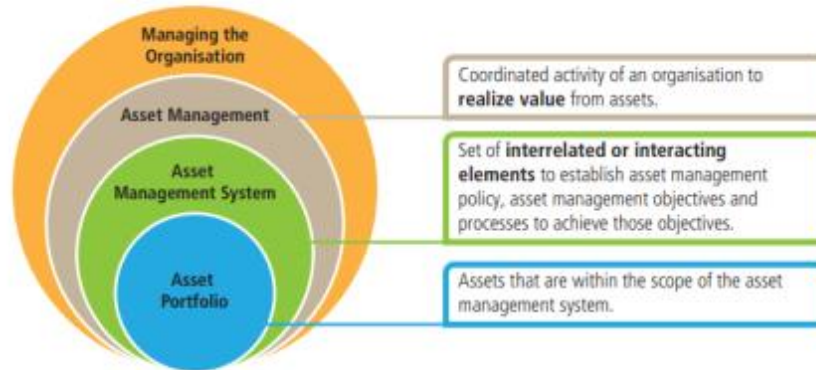 Managing the
Organisation
Asset Management
Asset
Management System
Asset
Portfolio
Coordinated activity of an organisation to
realize value from assets.
Set of interrelated or interacting
elements to establish asset management
policy, asset management objectives and
processes to achieve those objectives.
Assets that are within the scope of the asset
management system.